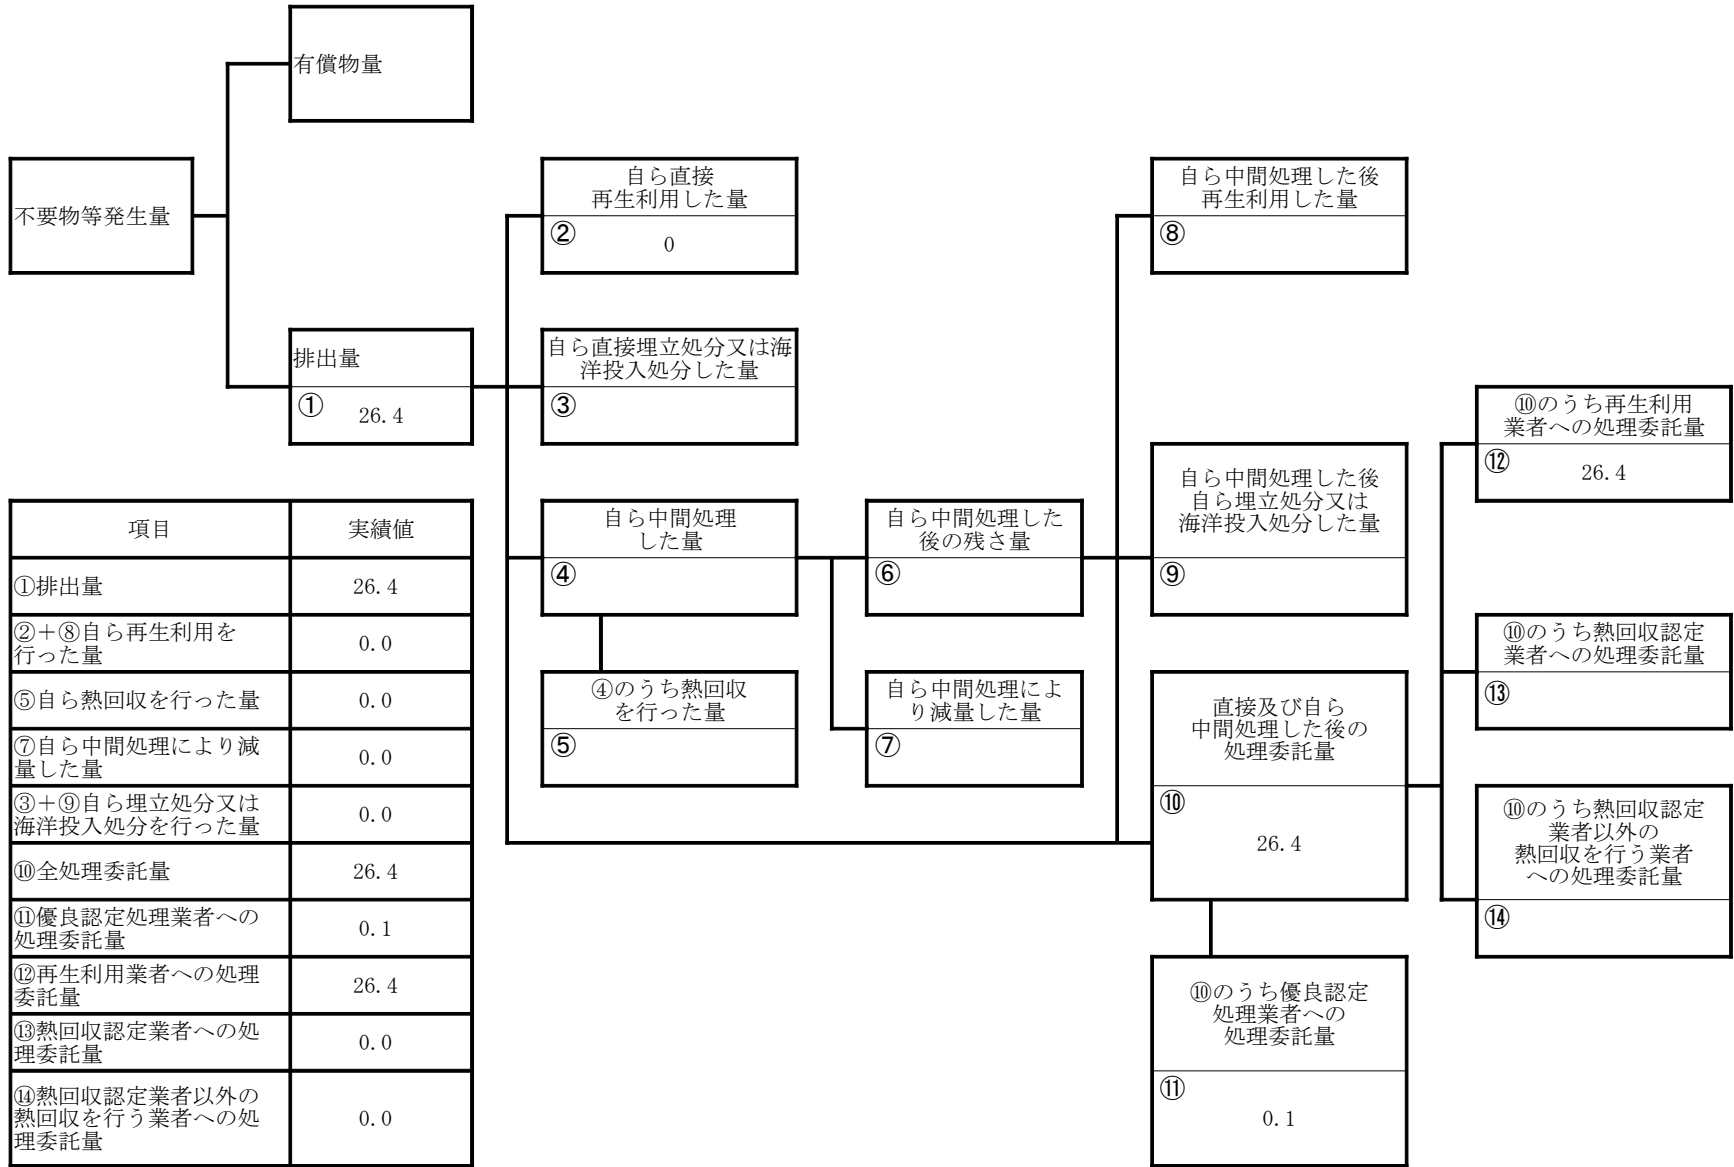 有償物量
不要物等発生量
自ら直接
再生利用した量
②
0
自ら中間処理した後
再生利用した量
⑧
排出量
①
26.4
自ら直接埋立処分又は海
洋投入処分した量
③
⑩のうち再生利用
業者への処理委託量
⑫
26.4
自ら中間処理
した量
④
自ら中間処理した
後の残さ量
⑥
自ら中間処理した後
自ら埋立処分又は
海洋投入処分した量
⑨
⑩のうち熱回収認定
業者への処理委託量
⑬
④のうち熱回収
を行った量
⑤
自ら中間処理によ
り減量した量
⑦
直接及び自ら
中間処理した後の
処理委託量
⑩
26.4
⑩のうち熱回収認定
業者以外の
熱回収を行う業者
への処理委託量
⑭
⑩のうち優良認定
処理業者への
処理委託量
⑪
0.1
項目
実績値
①排出量
26.4
②＋⑧自ら再生利用を
行った量
0.0
⑤自ら熱回収を行った量
0.0
⑦自ら中間処理により減
量した量
0.0
③＋⑨自ら埋立処分又は
海洋投入処分を行った量
0.0
⑩全処理委託量
26.4
⑪優良認定処理業者への
処理委託量
0.1
⑫再生利用業者への処理
委託量
26.4
⑬熱回収認定業者への処
理委託量
0.0
⑭熱回収認定業者以外の
熱回収を行う業者への処
理委託量
0.0